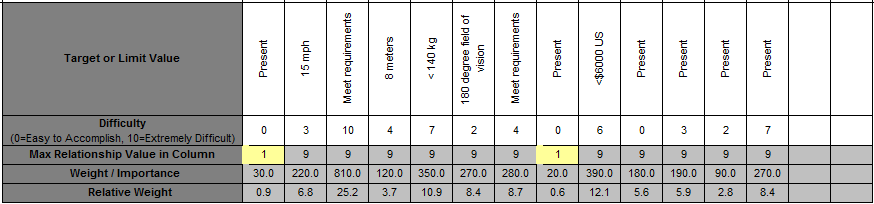 Target or Limit Value
Present
15 mph
Meet requirements
8 meters
< 140 kg
180 degree field of
vision
Meet requirements
Present
<$6000 US
Present
Present
Present
Present
Difficulty
(0=Easy to Accomplish, 10=Extremely Difficult)
0 3 10 4 7 2 4 0 6 0 3 2 7
Max Relationship Value in Column 1 9 9 9 9 9 9 1 9 9 9 9 9
Weight / Importance 30.0 220.0 810.0 120.0 350.0 270.0 280.0 20.0 390.0 180.0 190.0 90.0 270.0
Relative Weight 0.9 6.8 25.2 3.7 10.9 8.4 8.7 0.6 12.1 5.6 5.9 2.8 8.4